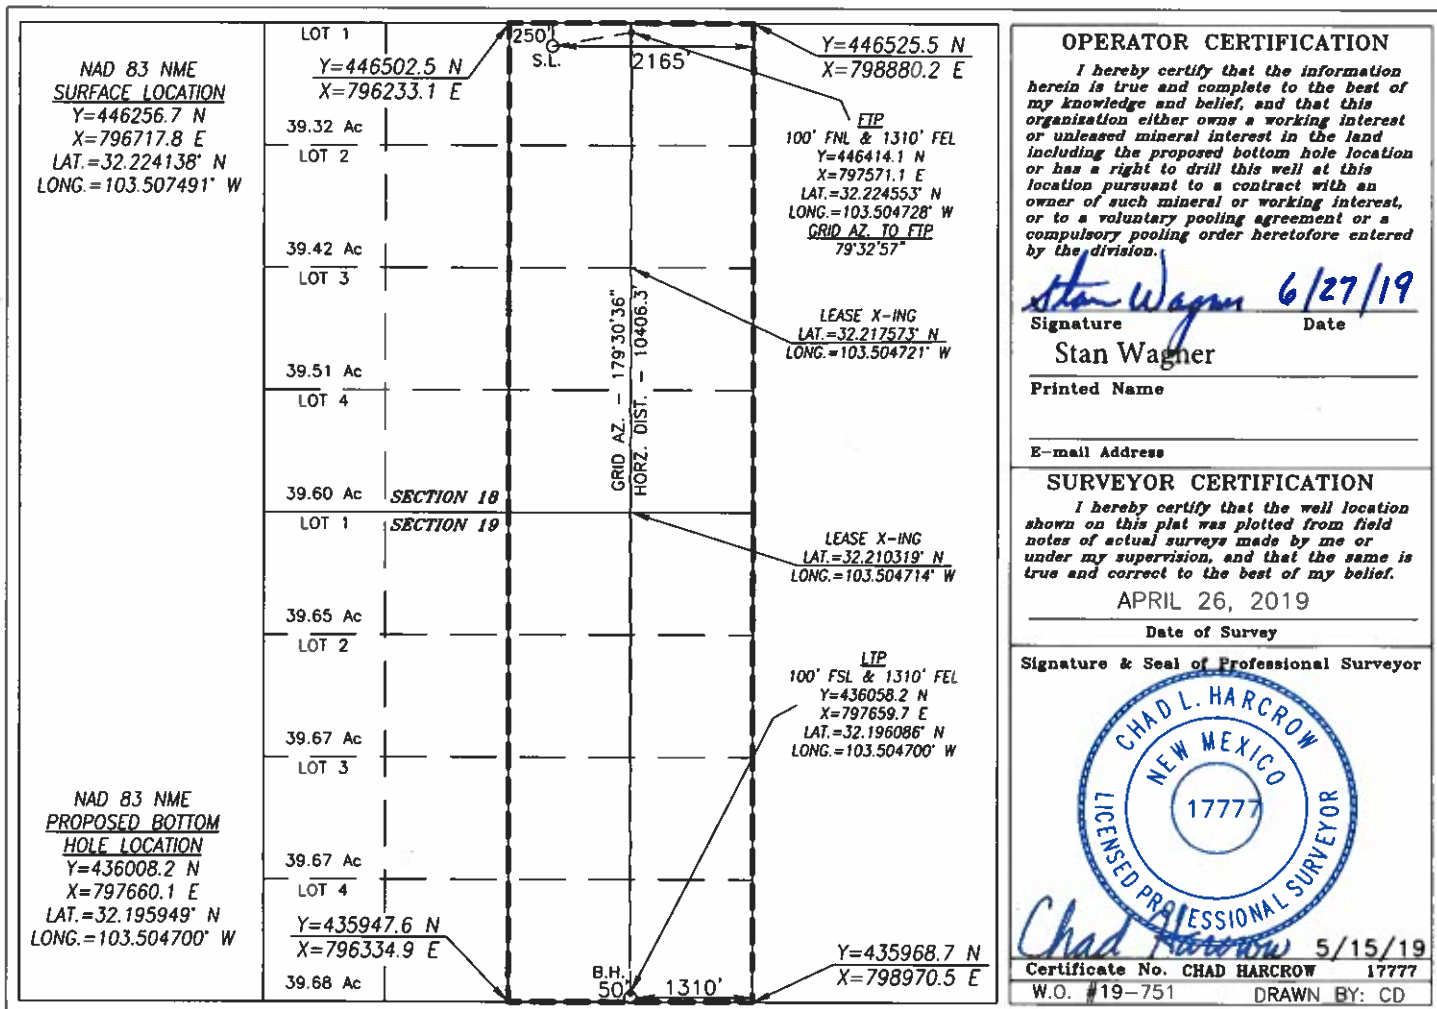 NAD 83 NME
SURFACE LOCATION
Y=446256.7 N
X=796717.8 E
LAT.=32.224138° N
LONG.=103.507491° W
NAD 83 NME
PROPOSED BOTTOM
HOLE LOCATION
Y=436008.2 N
X=797660.1 E
LAT.=32.195949° N
LONG.=103.504700° W
LOT 1
39.32 Ac
LOT 2
39.42 Ac
LOT 3
39.51 Ac
LOT 4
39.60 Ac
SECTION 18
LOT 1
SECTION 19
39.65 Ac
LOT 2
39.67 Ac
LOT 3
39.67 Ac
LOT 4
39.68 Ac
Y=446502.5 N
X=796233.1 E
250'
S.L.
2165'
Y=446525.5 N
X=798880.2 E
FTP
100' FNL & 1310' FEL
Y=446414.1 N
X=797571.1 E
LAT.=32.224553° N
LONG.=103.504728° W
GRID AZ. TO FTP
79°32'57"
GRID AZ. - 179°30'36"
HORZ. DIST. - 10406.3'
LEASE X-ING
LAT.=32.217573° N
LONG.=103.504721° W
LEASE X-ING
LAT.=32.210319° N
LONG.=103.504714° W
LTP
100' FSL & 1310' FEL
Y=436058.2 N
X=797659.7 E
LAT.=32.196086° N
LONG.=103.504700° W
Y=435947.6 N
X=796334.9 E
B.H.
50'
1310'
Y=435968.7 N
X=798970.5 E
OPERATOR CERTIFICATION
I hereby certify that the information
herein is true and complete to the best of
my knowledge and belief, and that this
organization either owns a working interest
or unleased mineral interest in the land
including the proposed bottom hole location
or has a right to drill this well at this
location pursuant to a contract with an
owner of such mineral or working interest,
or to a voluntary pooling agreement or a
compulsory pooling order heretofore entered
by the division.
Stan Wagner 6/27/19
Signature Date
Stan Wagner
Printed Name
E-mail Address
SURVEYOR CERTIFICATION
I hereby certify that the well location
shown on this plat was plotted from field
notes of actual surveys made by me or
under my supervision, and that the same is
true and correct to the best of my belief.
APRIL 26, 2019
Date of Survey
Signature & Seal of Professional Surveyor
CHAD L. HARCROW
NEW MEXICO
17777
LICENSED PROFESSIONAL SURVEYOR
Chad Harcrow 5/15/19
Certificate No. CHAD HARCROW 17777
W.O. #19-751 DRAWN BY: CD